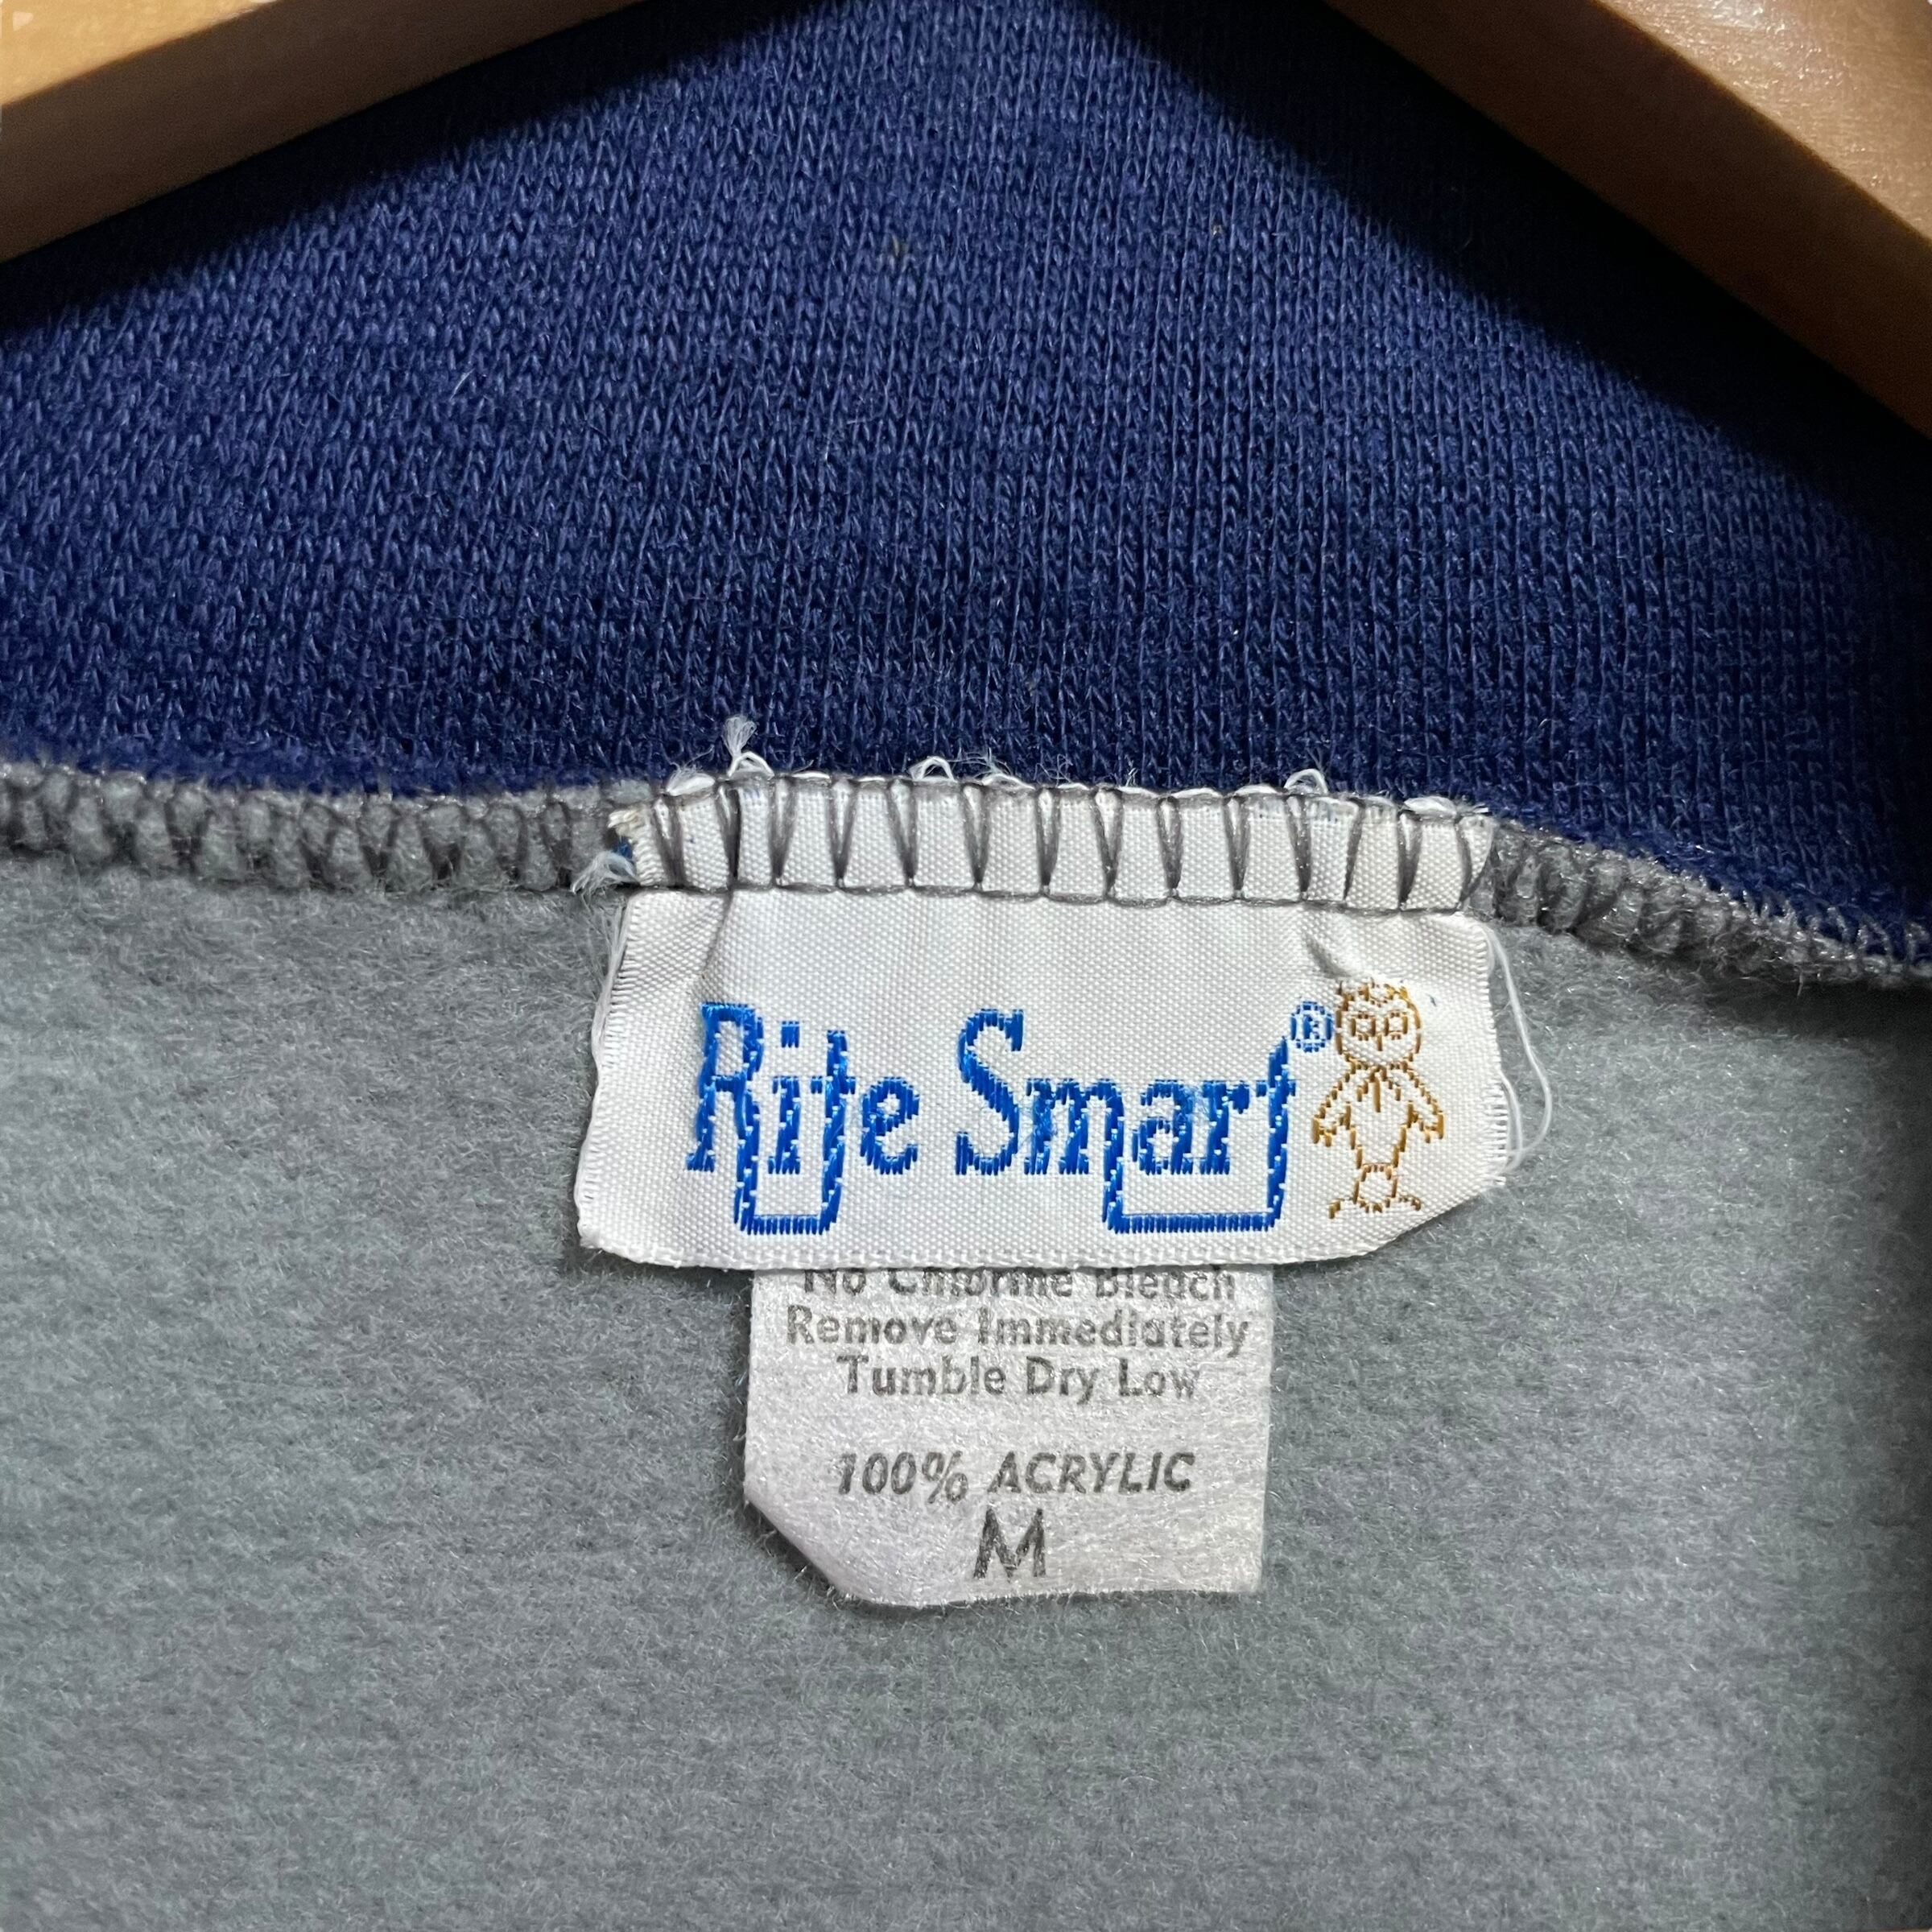 Rite Smart ®
No Chlorine Bleach
Remove Immediately
Tumble Dry Low
100% ACRYLIC
M